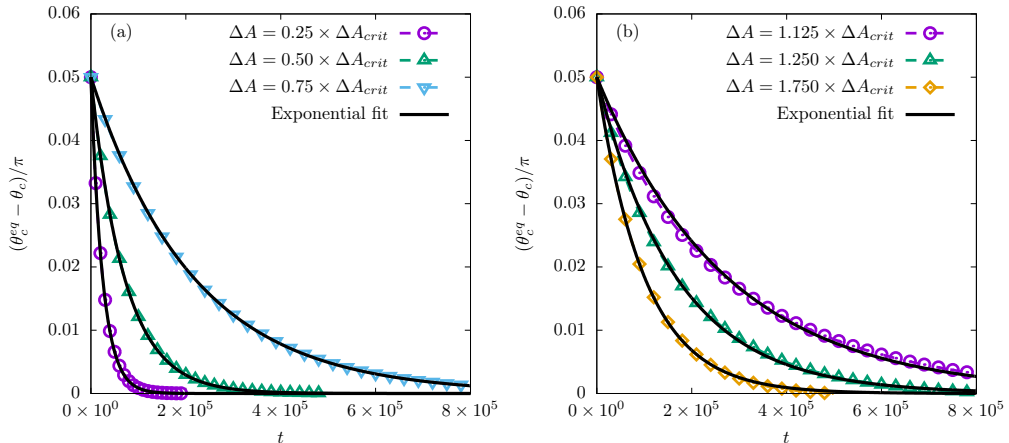 (a)
ΔA = 0.25 × ΔA_crit
ΔA = 0.50 × ΔA_crit
ΔA = 0.75 × ΔA_crit
Exponential fit
(θ_c^eq − θ_c)/π
0.06
0.05
0.04
0.03
0.02
0.01
0
0 × 10^0
2 × 10^5
4 × 10^5
6 × 10^5
8 × 10^5
t
(b)
ΔA = 1.125 × ΔA_crit
ΔA = 1.250 × ΔA_crit
ΔA = 1.750 × ΔA_crit
Exponential fit
(θ_c^eq − θ_c)/π
0.06
0.05
0.04
0.03
0.02
0.01
0
0 × 10^0
2 × 10^5
4 × 10^5
6 × 10^5
8 × 10^5
t